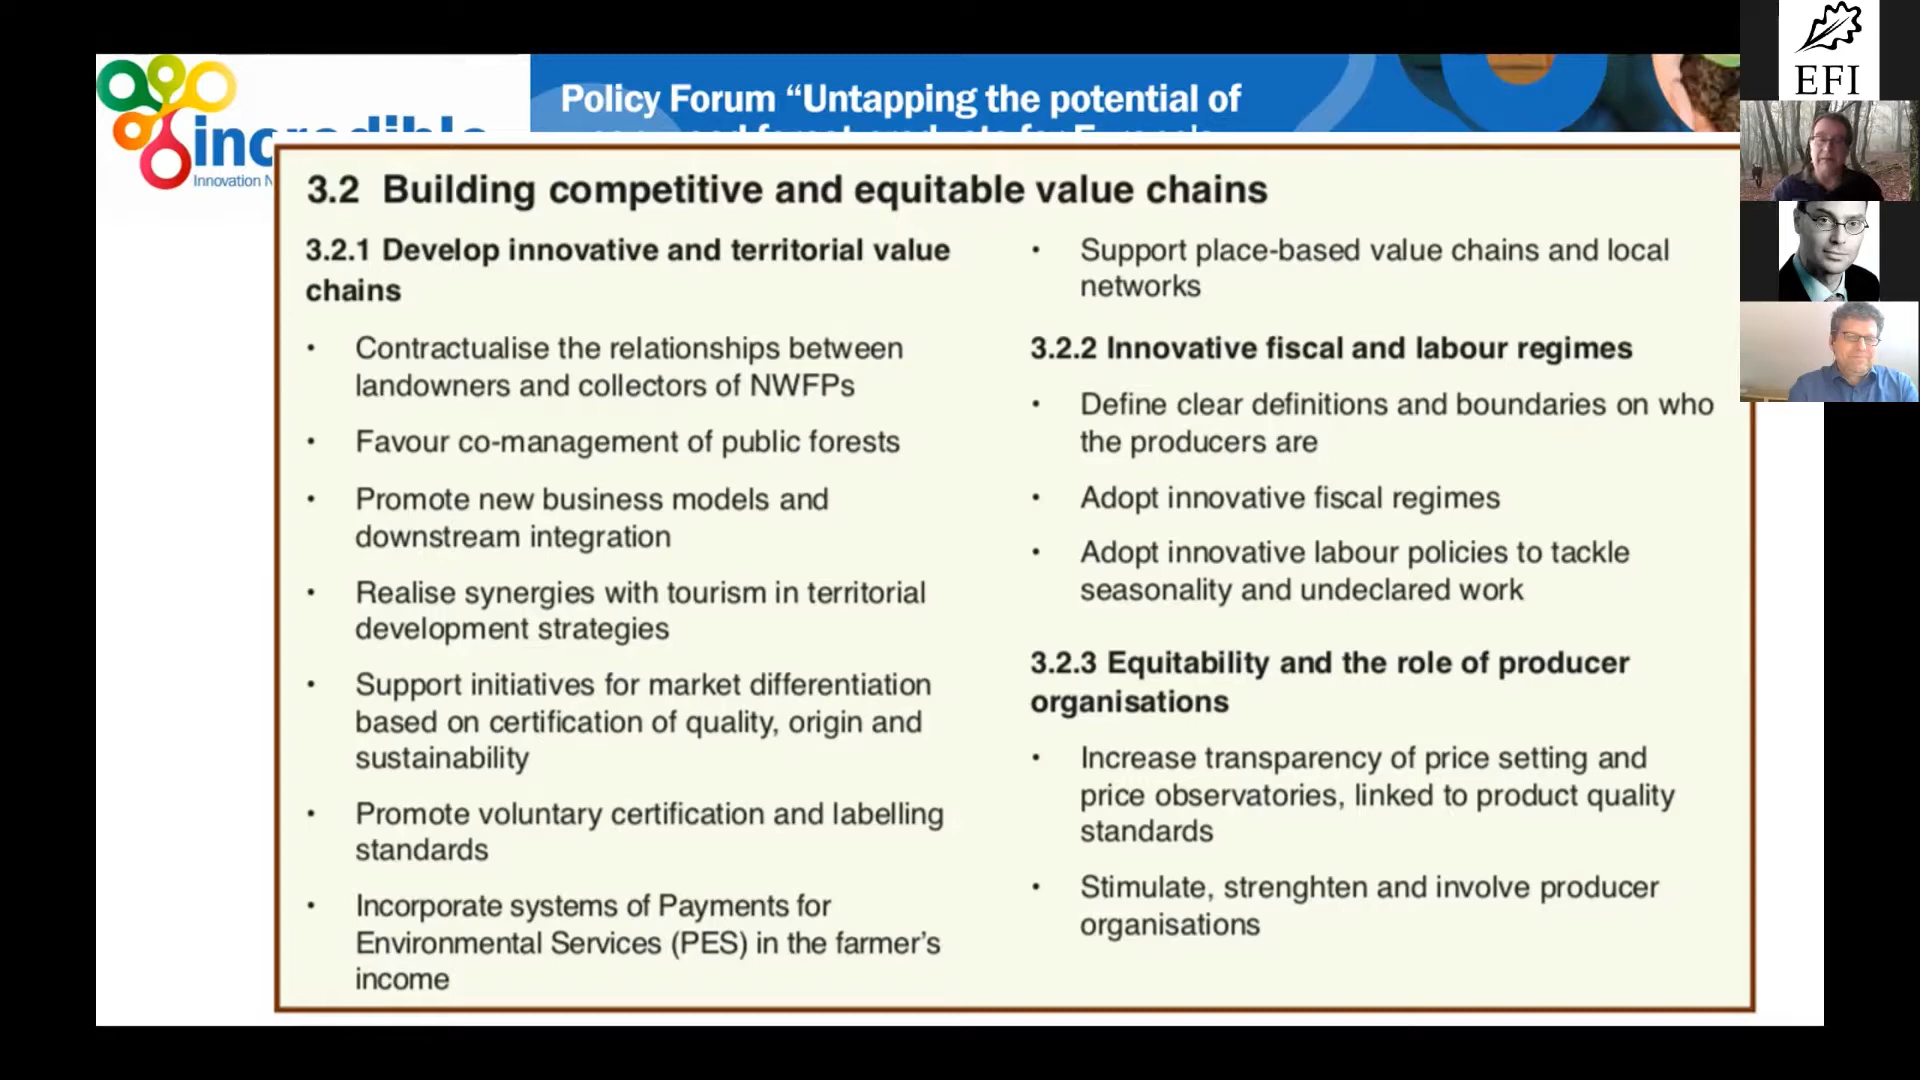 incredible
Innovation N
Policy Forum “Untapping the potential of
EFI
3.2 Building competitive and equitable value chains
3.2.1 Develop innovative and territorial value
chains
• Contractualise the relationships between
landowners and collectors of NWFPs
• Favour co-management of public forests
• Promote new business models and
downstream integration
• Realise synergies with tourism in territorial
development strategies
• Support initiatives for market differentiation
based on certification of quality, origin and
sustainability
• Promote voluntary certification and labelling
standards
• Incorporate systems of Payments for
Environmental Services (PES) in the farmer’s
income
• Support place-based value chains and local
networks
3.2.2 Innovative fiscal and labour regimes
• Define clear definitions and boundaries on who
the producers are
• Adopt innovative fiscal regimes
• Adopt innovative labour policies to tackle
seasonality and undeclared work
3.2.3 Equitability and the role of producer
organisations
• Increase transparency of price setting and
price observatories, linked to product quality
standards
• Stimulate, strenghten and involve producer
organisations